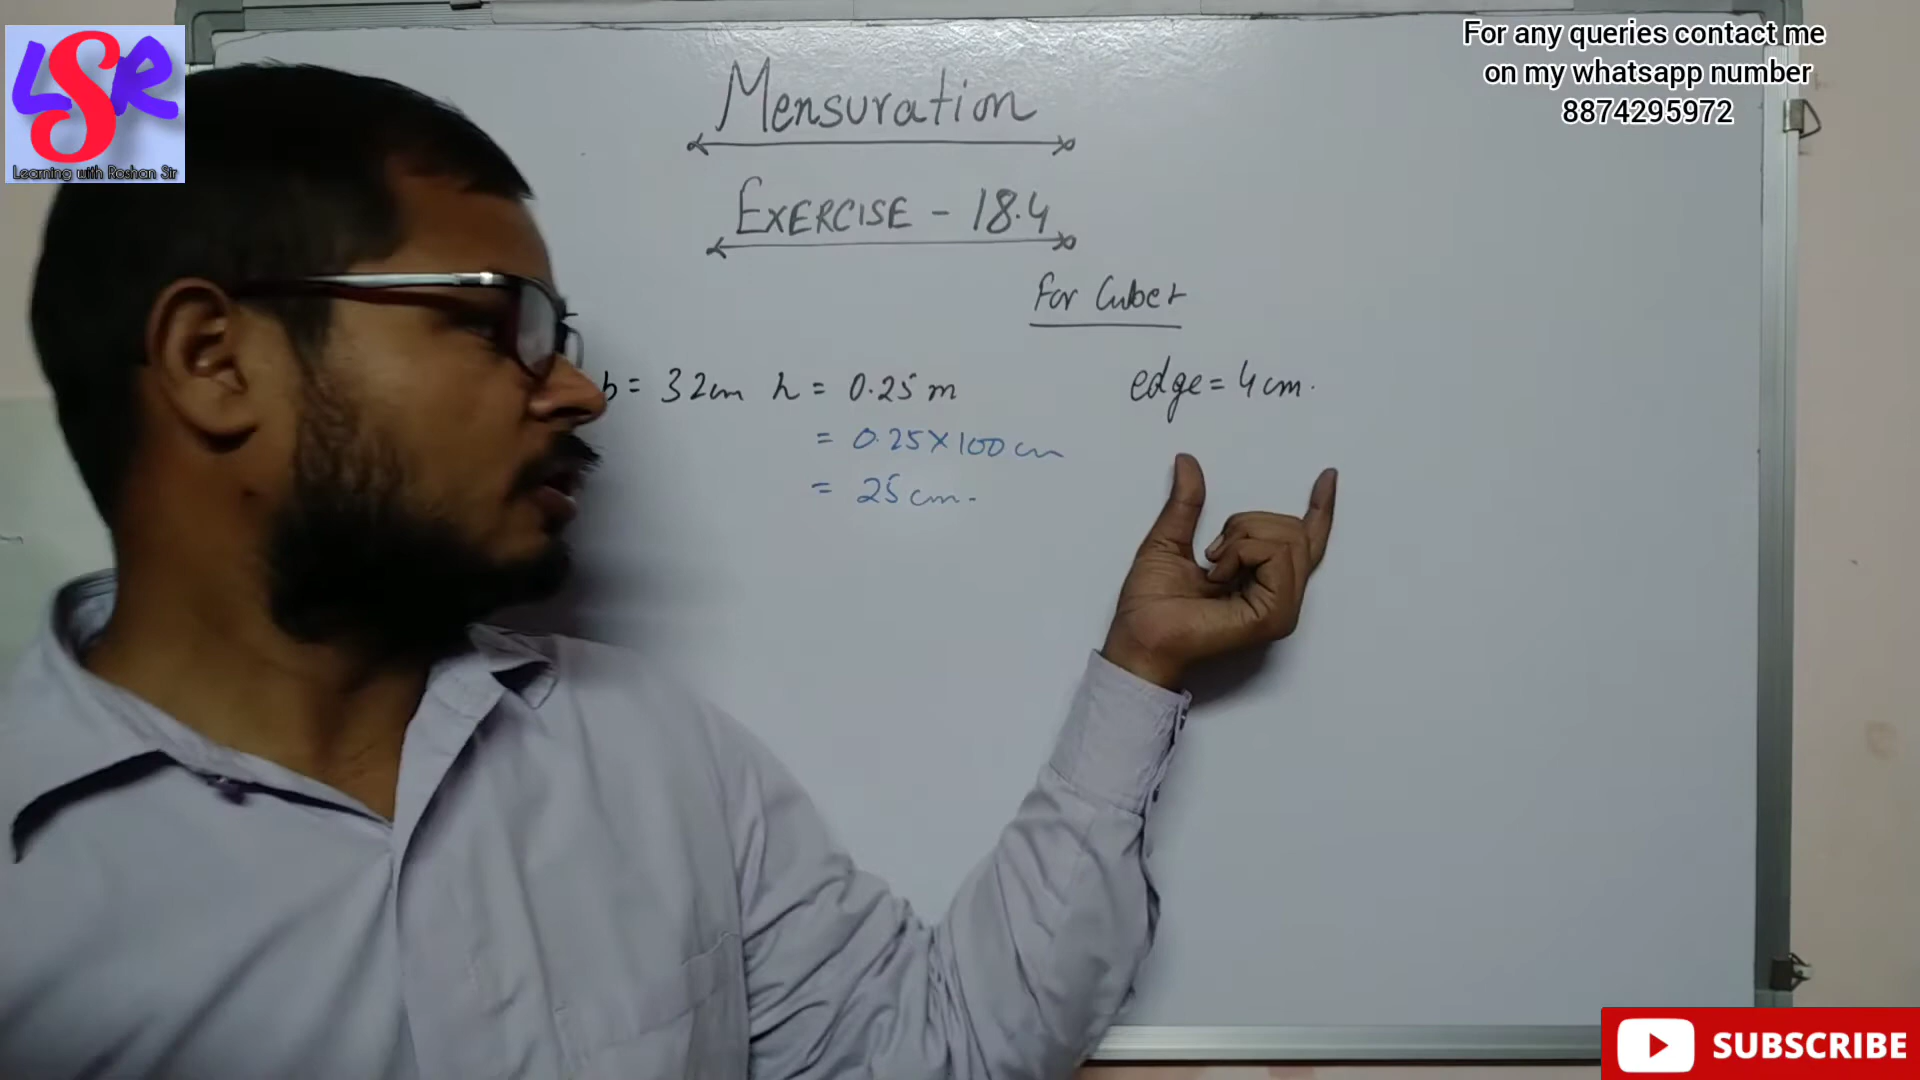 LSR
Learning with Roshan Sir
For any queries contact me
on my whatsapp number
8874295972
Mensuration
EXERCISE - 18.4
For Cubet
b = 32cm h = 0.25 m
= 0.25×100 cm
= 25 cm.
edge = 4 cm.
SUBSCRIBE